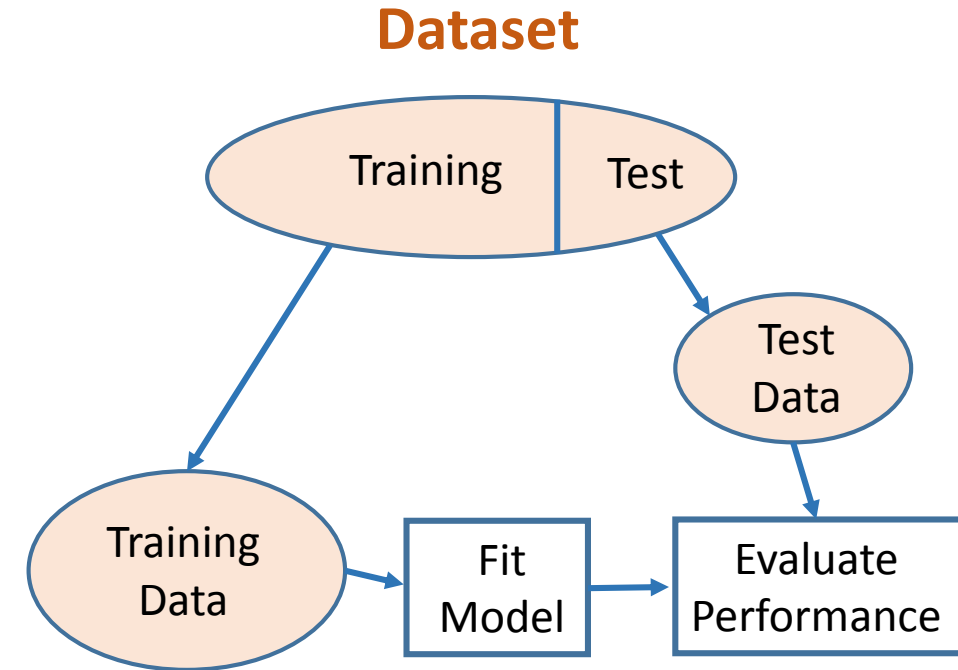 Dataset
Training
Test
Test
Data
Training
Data
Fit
Model
Evaluate
Performance